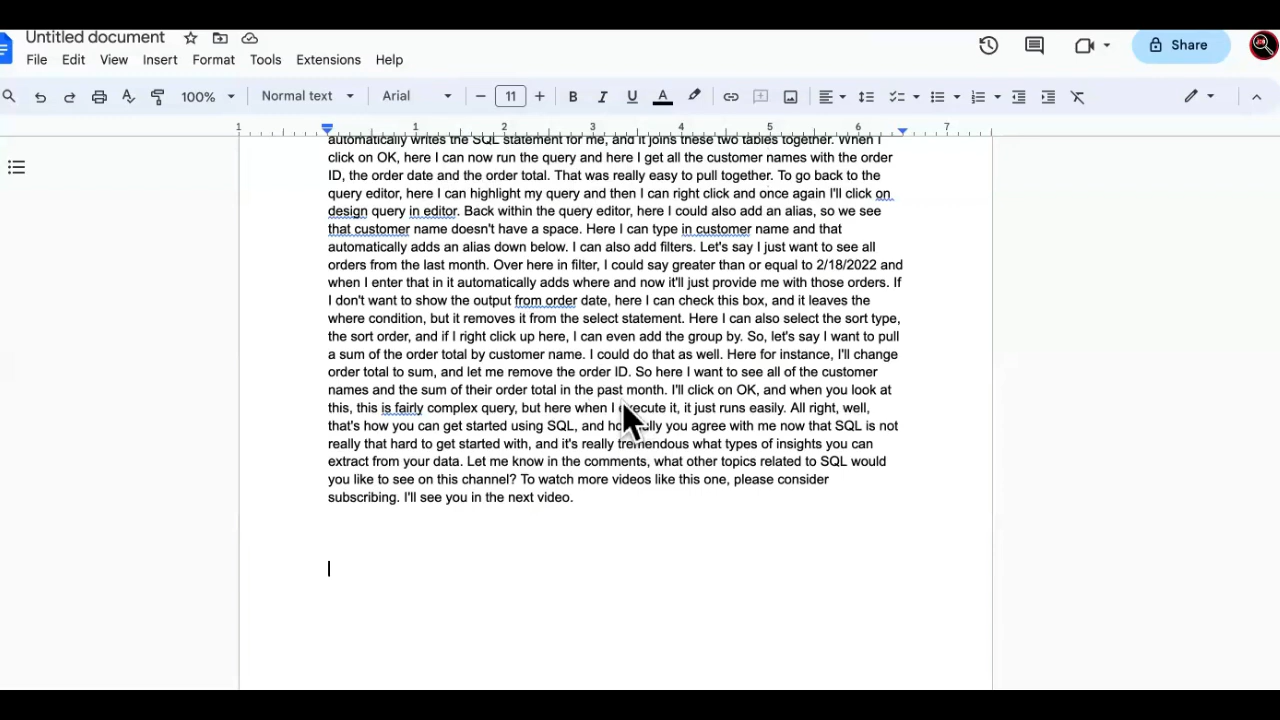 Untitled document
File Edit View Insert Format Tools Extensions Help
Share
100% Normal text Arial 11 B I U A
1 1 2 3 4 5 6 7
automatically writes the SQL statement for me, and it joins these two tables together. When I
click on OK, here I can now run the query and here I get all the customer names with the order
ID, the order date and the order total. That was really easy to pull together. To go back to the
query editor, here I can highlight my query and then I can right click and once again I'll click on
design query in editor. Back within the query editor, here I could also add an alias, so we see
that customer name doesn't have a space. Here I can type in customer name and that
automatically adds an alias down below. I can also add filters. Let's say I just want to see all
orders from the last month. Over here in filter, I could say greater than or equal to 2/18/2022 and
when I enter that in it automatically adds where and now it'll just provide me with those orders. If
I don't want to show the output from order date, here I can check this box, and it leaves the
where condition, but it removes it from the select statement. Here I can also select the sort type,
the sort order, and if I right click up here, I can even add the group by. So, let's say I want to pull
a sum of the order total by customer name. I could do that as well. Here for instance, I'll change
order total to sum, and let me remove the order ID. So here I want to see all of the customer
names and the sum of their order total in the past month. I'll click on OK, and when you look at
this, this is fairly complex query, but here when I execute it, it just runs easily. All right, well,
that's how you can get started using SQL, and hopefully you agree with me now that SQL is not
really that hard to get started with, and it's really tremendous what types of insights you can
extract from your data. Let me know in the comments, what other topics related to SQL would
you like to see on this channel? To watch more videos like this one, please consider
subscribing. I'll see you in the next video.